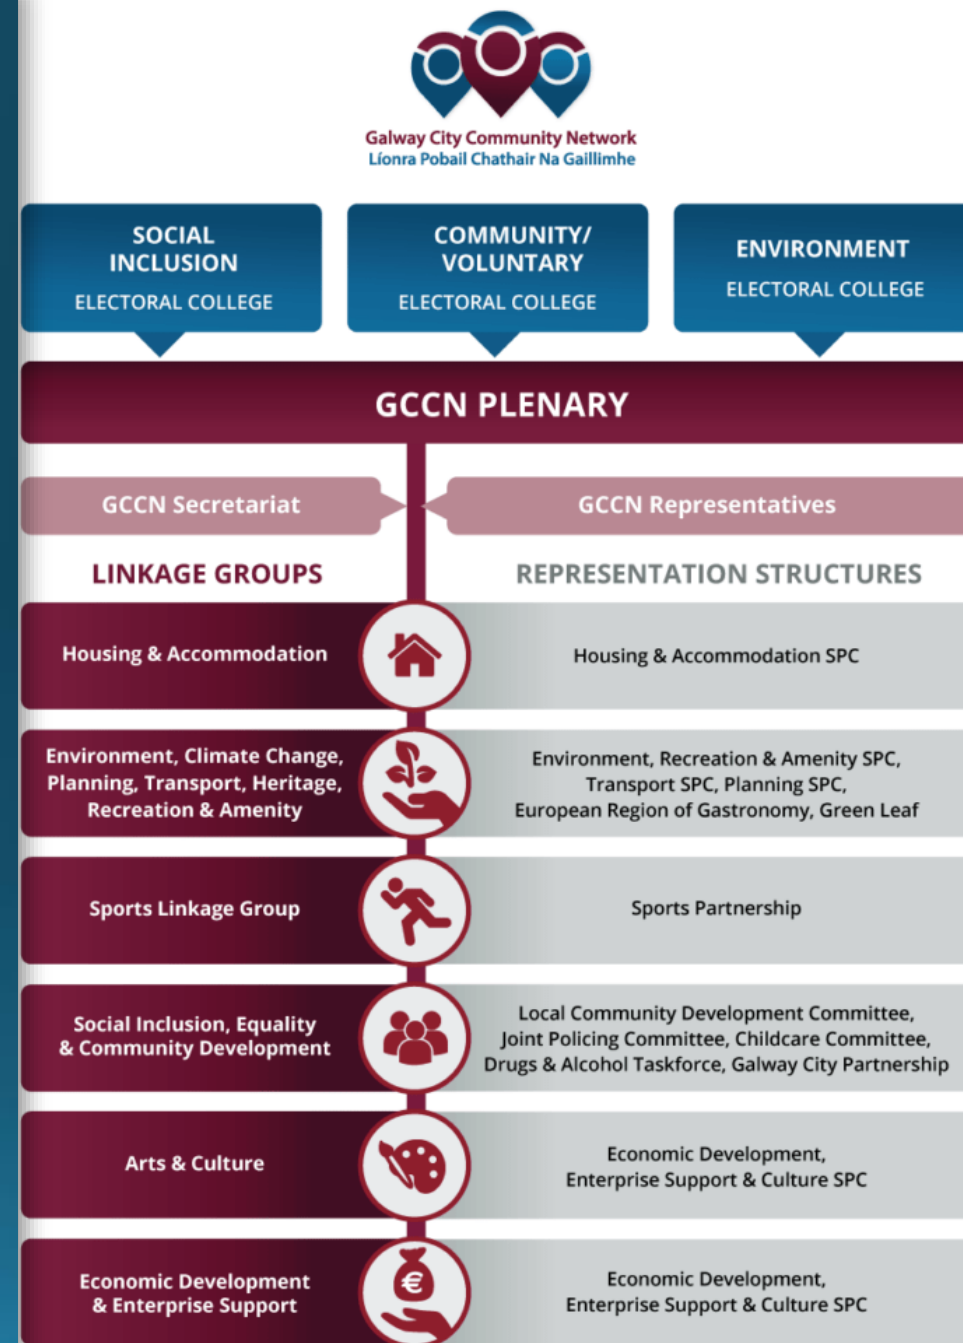 Galway City Community Network
Líonra Pobail Chathair Na Gaillimhe
SOCIAL
INCLUSION
ELECTORAL COLLEGE
COMMUNITY/
VOLUNTARY
ELECTORAL COLLEGE
ENVIRONMENT
ELECTORAL COLLEGE
GCCN PLENARY
GCCN Secretariat
GCCN Representatives
LINKAGE GROUPS
REPRESENTATION STRUCTURES
Housing & Accommodation
Housing & Accommodation SPC
Environment, Climate Change,
Planning, Transport, Heritage,
Recreation & Amenity
Environment, Recreation & Amenity SPC,
Transport SPC, Planning SPC,
European Region of Gastronomy, Green Leaf
Sports Linkage Group
Sports Partnership
Social Inclusion, Equality
& Community Development
Local Community Development Committee,
Joint Policing Committee, Childcare Committee,
Drugs & Alcohol Taskforce, Galway City Partnership
Arts & Culture
Economic Development,
Enterprise Support & Culture SPC
Economic Development
& Enterprise Support
€
Economic Development,
Enterprise Support & Culture SPC